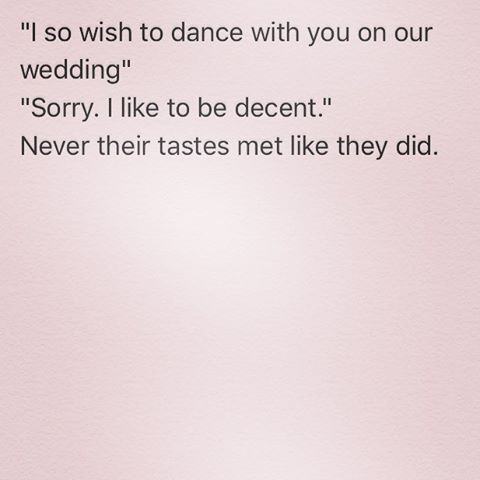 "I so wish to dance with you on our
wedding"
"Sorry. I like to be decent."
Never their tastes met like they did.